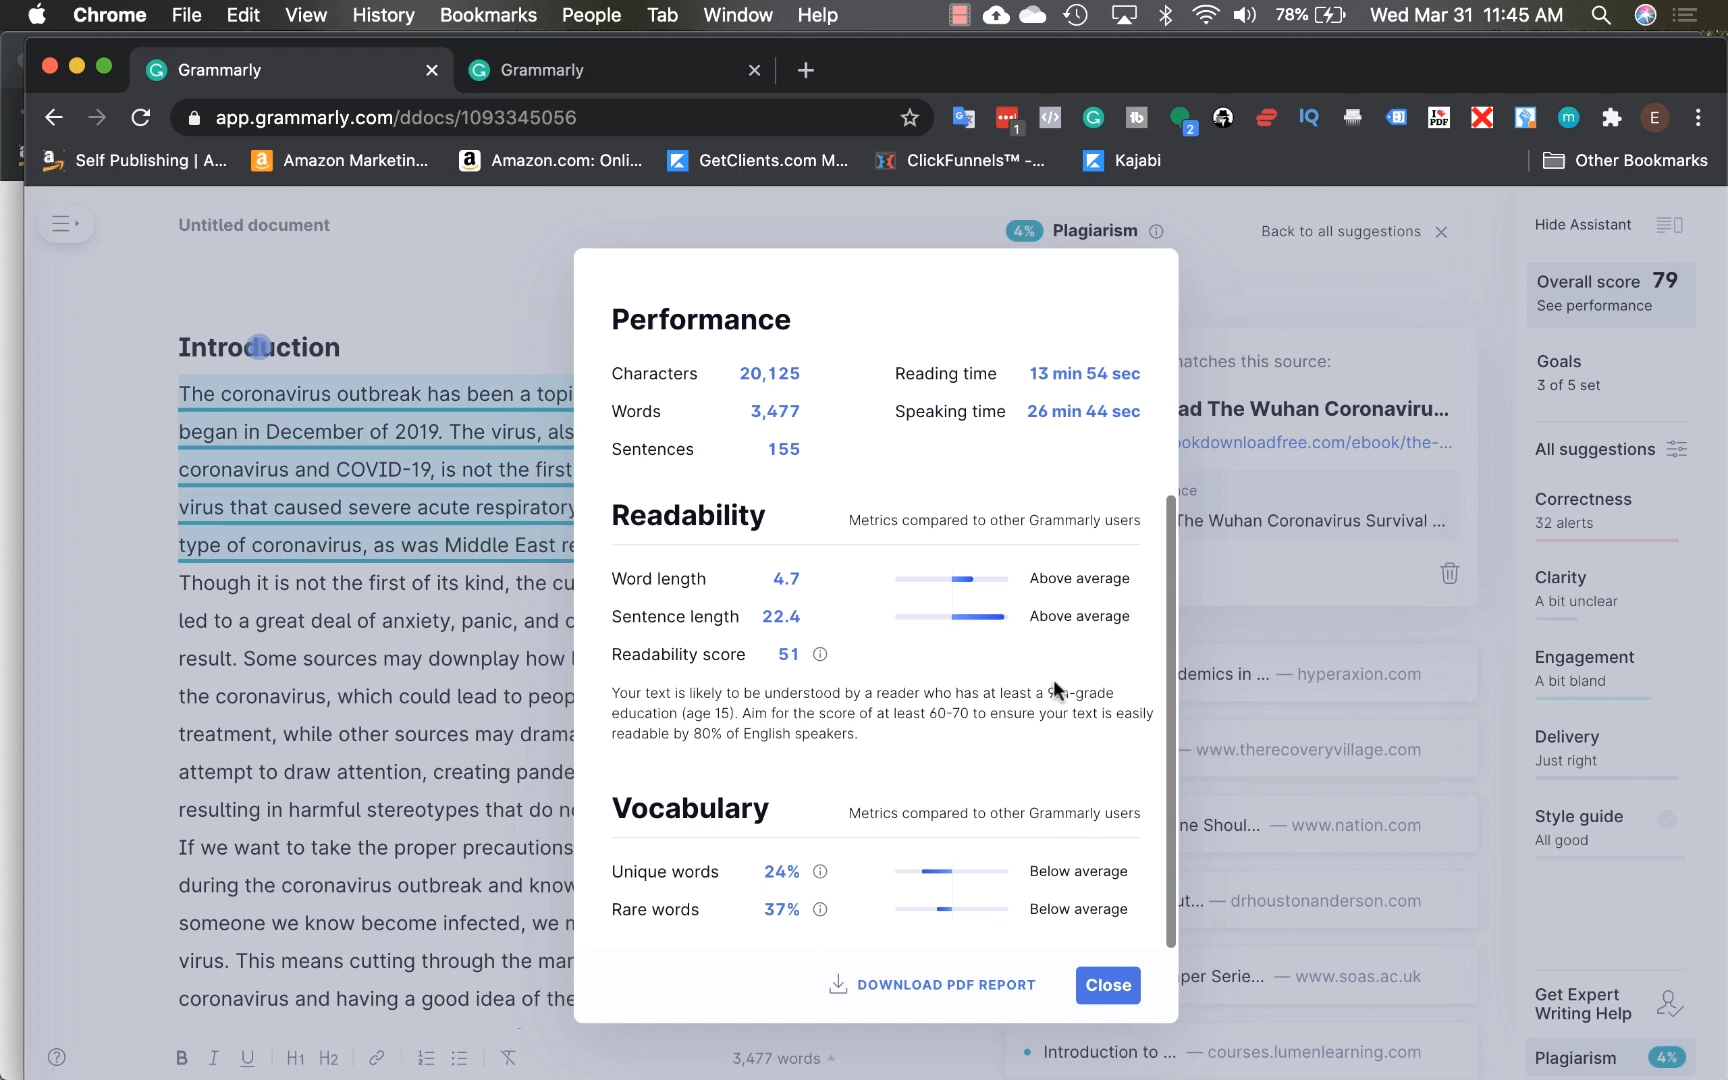 Chrome File Edit View History Bookmarks People Tab Window Help 78% Wed Mar 31 11:45 AM
Grammarly Grammarly
app.grammarly.com/ddocs/1093345056
1 2 IQ E
Self Publishing | A... Amazon Marketin... Amazon.com: Onli... GetClients.com M... ClickFunnels™ -... Kajabi Other Bookmarks
Untitled document
4% Plagiarism
Back to all suggestions
Hide Assistant
Introduction
The coronavirus outbreak has been a topi
began in December of 2019. The virus, als
coronavirus and COVID-19, is not the first
virus that caused severe acute respiratory
type of coronavirus, as was Middle East re
Though it is not the first of its kind, the cu
led to a great deal of anxiety, panic, and c
result. Some sources may downplay how
the coronavirus, which could lead to peop
treatment, while other sources may drama
attempt to draw attention, creating pande
resulting in harmful stereotypes that do no
If we want to take the proper precautions
during the coronavirus outbreak and know
someone we know become infected, we n
virus. This means cutting through the mar
coronavirus and having a good idea of the
B I U H1 H2
3,477 words
Performance
Characters 20,125 Reading time 13 min 54 sec
Words 3,477 Speaking time 26 min 44 sec
Sentences 155
Readability Metrics compared to other Grammarly users
Word length 4.7 Above average
Sentence length 22.4 Above average
Readability score 51
Your text is likely to be understood by a reader who has at least a -grade
education (age 15). Aim for the score of at least 60-70 to ensure your text is easily
readable by 80% of English speakers.
Vocabulary Metrics compared to other Grammarly users
Unique words 24% Below average
Rare words 37% Below average
DOWNLOAD PDF REPORT Close
atches this source:
ad The Wuhan Coronaviru...
okdownloadfree.com/ebook/the-...
ce
The Wuhan Coronavirus Survival ...
demics in ... — hyperaxion.com
— www.therecoveryvillage.com
ne Shoul... — www.nation.com
ut... — drhoustonanderson.com
per Serie... — www.soas.ac.uk
Introduction to ... — courses.lumenlearning.com
Overall score 79
See performance
Goals
3 of 5 set
All suggestions
Correctness
32 alerts
Clarity
A bit unclear
Engagement
A bit bland
Delivery
Just right
Style guide
All good
Get Expert
Writing Help
Plagiarism 4%